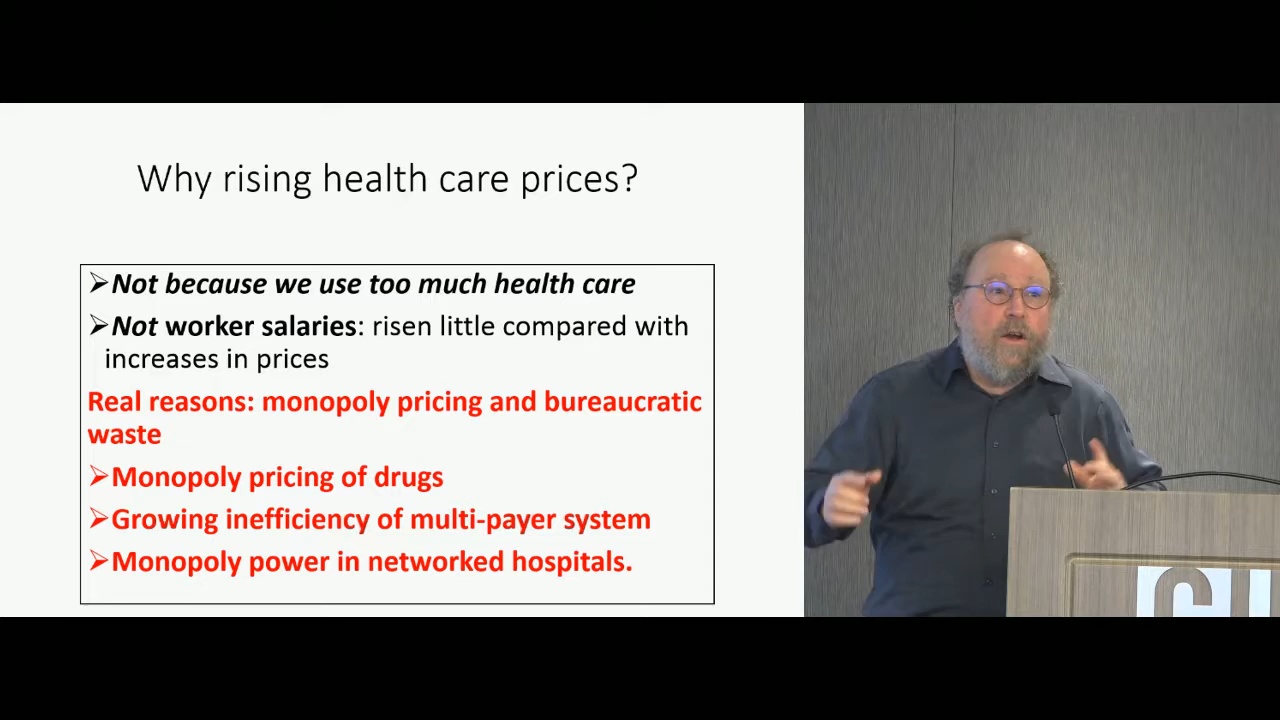 Why rising health care prices?
➢Not because we use too much health care
➢Not worker salaries: risen little compared with
increases in prices
Real reasons: monopoly pricing and bureaucratic
waste
➢Monopoly pricing of drugs
➢Growing inefficiency of multi-payer system
➢Monopoly power in networked hospitals.